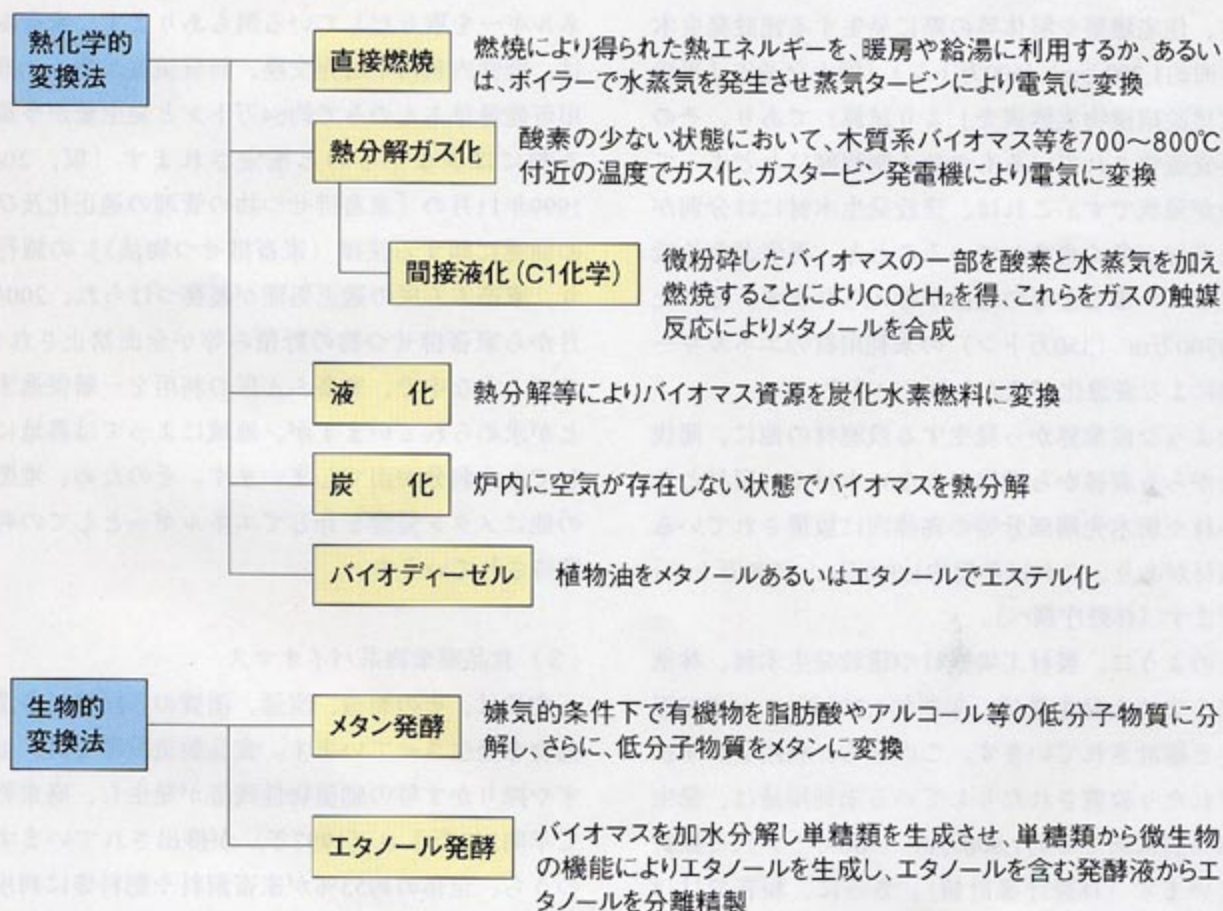 熱化学的
変換法
直接燃焼
燃焼により得られた熱エネルギーを、暖房や給湯に利用するか、あるい
は、ボイラーで水蒸気を発生させ蒸気タービンにより電気に変換
熱分解ガス化
酸素の少ない状態において、木質系バイオマス等を700〜800℃
付近の温度でガス化、ガスタービン発電機により電気に変換
間接液化(C1化学)
微粉砕したバイオマスの一部を酸素と水蒸気を加え
燃焼することによりCOとH₂を得、これらをガスの触媒
反応によりメタノールを合成
液 化
熱分解等によりバイオマス資源を炭化水素燃料に変換
炭 化
炉内に空気が存在しない状態でバイオマスを熱分解
バイオディーゼル
植物油をメタノールあるいはエタノールでエステル化
生物的
変換法
メタン発酵
嫌気的条件下で有機物を脂肪酸やアルコール等の低分子物質に分
解し、さらに、低分子物質をメタンに変換
エタノール発酵
バイオマスを加水分解し単糖類を生成させ、単糖類から微生物
の機能によりエタノールを生成し、エタノールを含む発酵液からエ
タノールを分離精製